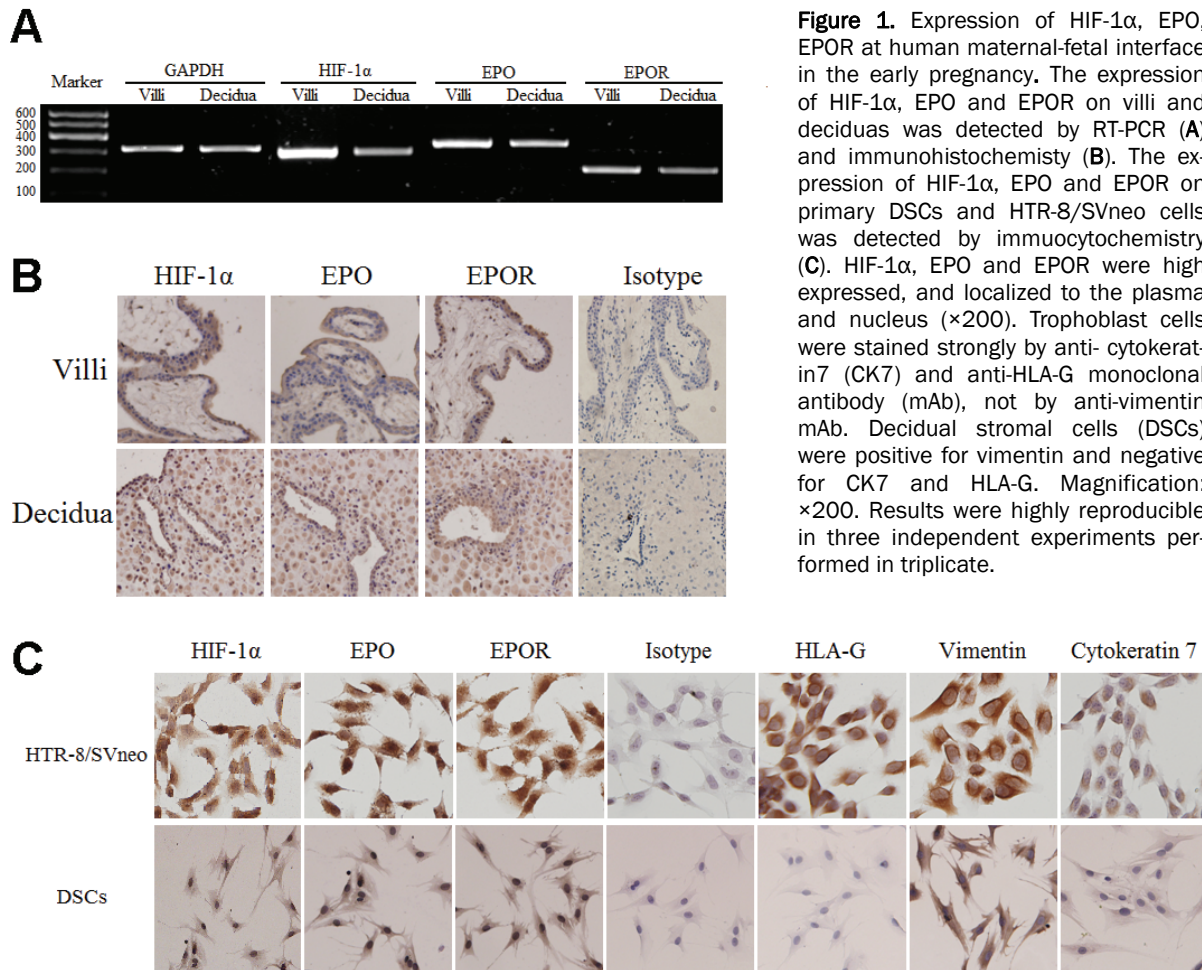 A
Marker
GAPDH
HIF-1α
EPO
EPOR
Villi Decidua Villi Decidua Villi Decidua Villi Decidua
600
500
400
300
200
100
B
HIF-1α EPO EPOR Isotype
Villi
Decidua
Figure 1. Expression of HIF-1α, EPO,
EPOR at human maternal-fetal interface
in the early pregnancy. The expression
of HIF-1α, EPO and EPOR on villi and
deciduas was detected by RT-PCR (A)
and immunohistochemisty (B). The ex-
pression of HIF-1α, EPO and EPOR on
primary DSCs and HTR-8/SVneo cells
was detected by immuocytochemistry
(C). HIF-1α, EPO and EPOR were high
expressed, and localized to the plasma
and nucleus (×200). Trophoblast cells
were stained strongly by anti- cytokerat-
in7 (CK7) and anti-HLA-G monoclonal
antibody (mAb), not by anti-vimentin
mAb. Decidual stromal cells (DSCs)
were positive for vimentin and negative
for CK7 and HLA-G. Magnification:
×200. Results were highly reproducible
in three independent experiments per-
formed in triplicate.
C
HIF-1α EPO EPOR Isotype HLA-G Vimentin Cytokeratin 7
HTR-8/SVneo
DSCs